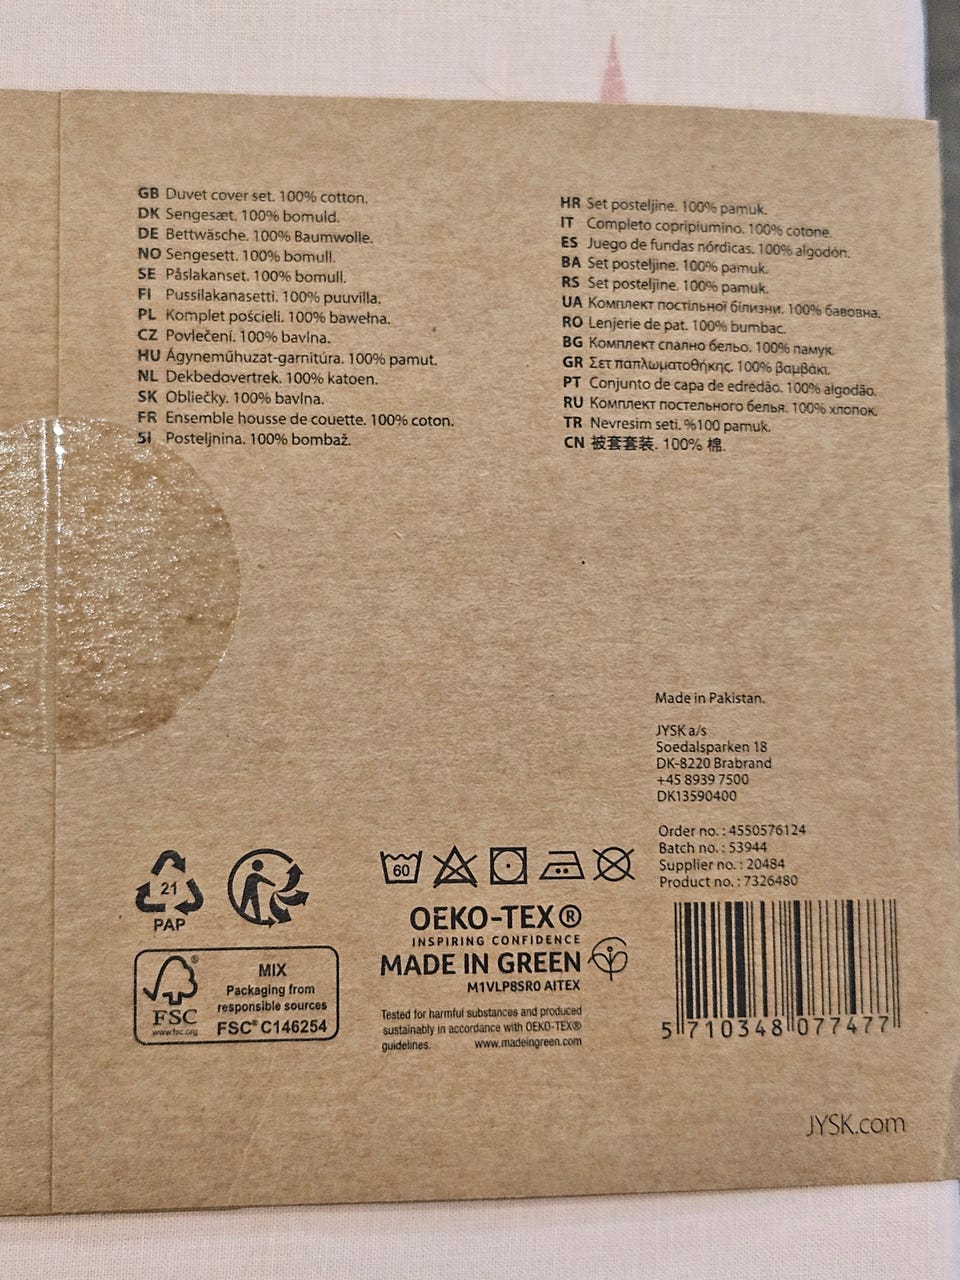 GB Duvet cover set. 100% cotton.
DK Sengesæt. 100% bomuld.
DE Bettwäsche. 100% Baumwolle.
NO Sengesett. 100% bomull.
SE Påslakanset. 100% bomull.
FI Pussilakanasetti. 100% puuvilla.
PL Komplet pościeli. 100% bawełna.
CZ Povlečení. 100% bavlna.
HU Ágyneműhuzat-garnitúra. 100% pamut.
NL Dekbedovertrek. 100% katoen.
SK Obliečky. 100% bavlna.
FR Ensemble housse de couette. 100% coton.
SI Posteljnina. 100% bombaž.
HR Set posteljine. 100% pamuk.
IT Completo copripiumino. 100% cotone.
ES Juego de fundas nórdicas. 100% algodón.
BA Set posteljine. 100% pamuk.
RS Set posteljine. 100% pamuk.
UA Комплект постільної білизни. 100% бавовна.
RO Lenjerie de pat. 100% bumbac.
BG Комплект спално бельо. 100% памук.
GR Σετ παπλωματοθήκης. 100% βαμβάκι.
PT Conjunto de capa de edredão. 100% algodão.
RU Комплект постельного белья. 100% хлопок.
TR Nevresim seti. %100 pamuk.
CN 被套套装. 100% 棉.
Made in Pakistan.
JYSK a/s
Soedalsparken 18
DK-8220 Brabrand
+45 8939 7500
DK13590400
Order no. : 4550576124
Batch no. : 53944
Supplier no. : 20484
Product no. : 7326480
5 710348 077477
21
PAP
FSC®
www.fsc.org
MIX
Packaging from
responsible sources
FSC® C146254
60
OEKO-TEX®
INSPIRING CONFIDENCE
MADE IN GREEN
M1VLP8SR0 AITEX
Tested for harmful substances and produced
sustainably in accordance with OEKO-TEX®
guidelines. www.madeingreen.com
JYSK.com